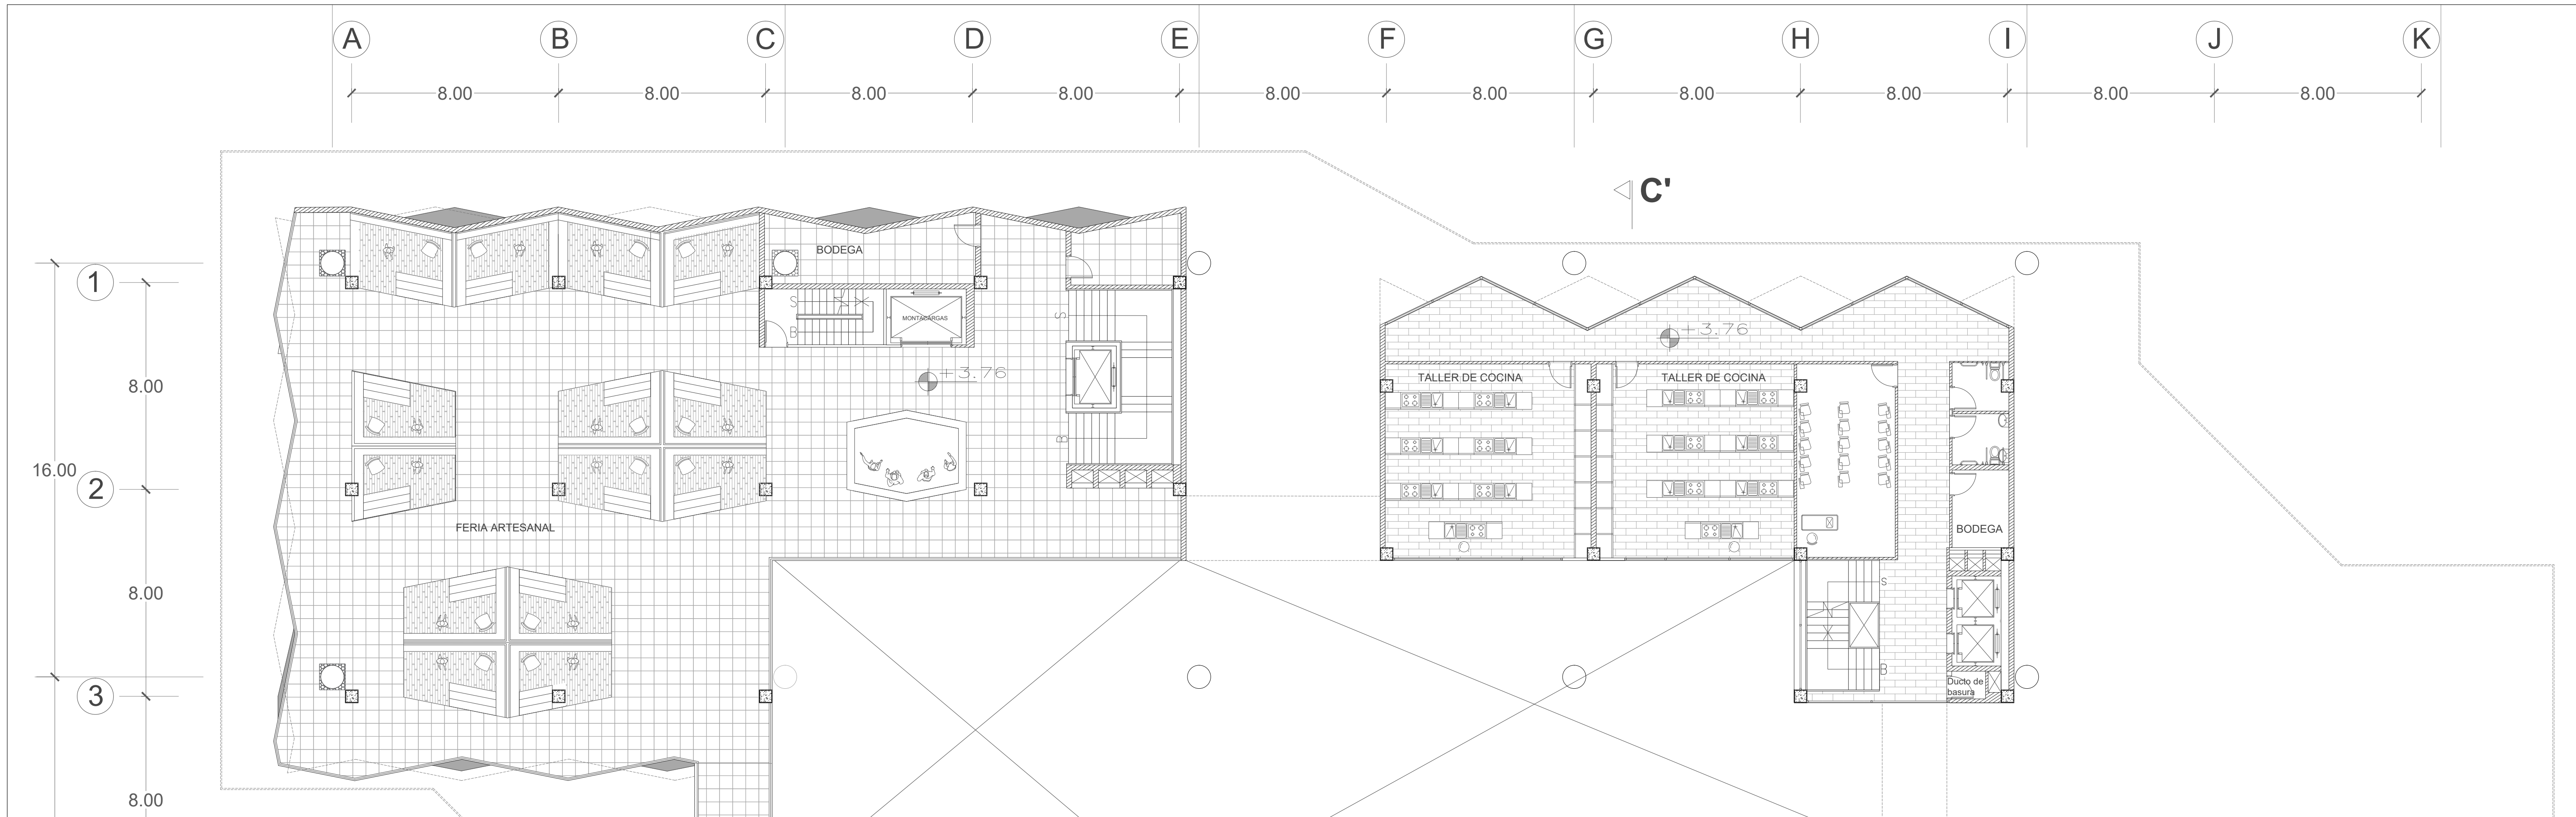 A B C D E F G H I J K
8.00 8.00 8.00 8.00 8.00 8.00 8.00 8.00 8.00 8.00
C'
BODEGA
1
S
MONTACARGAS
S
+3.76
B
+3.76
TALLER DE COCINA TALLER DE COCINA
8.00
B
16.00
2
FERIA ARTESANAL
BODEGA
S
8.00
B
Ducto de
basura
3
8.00